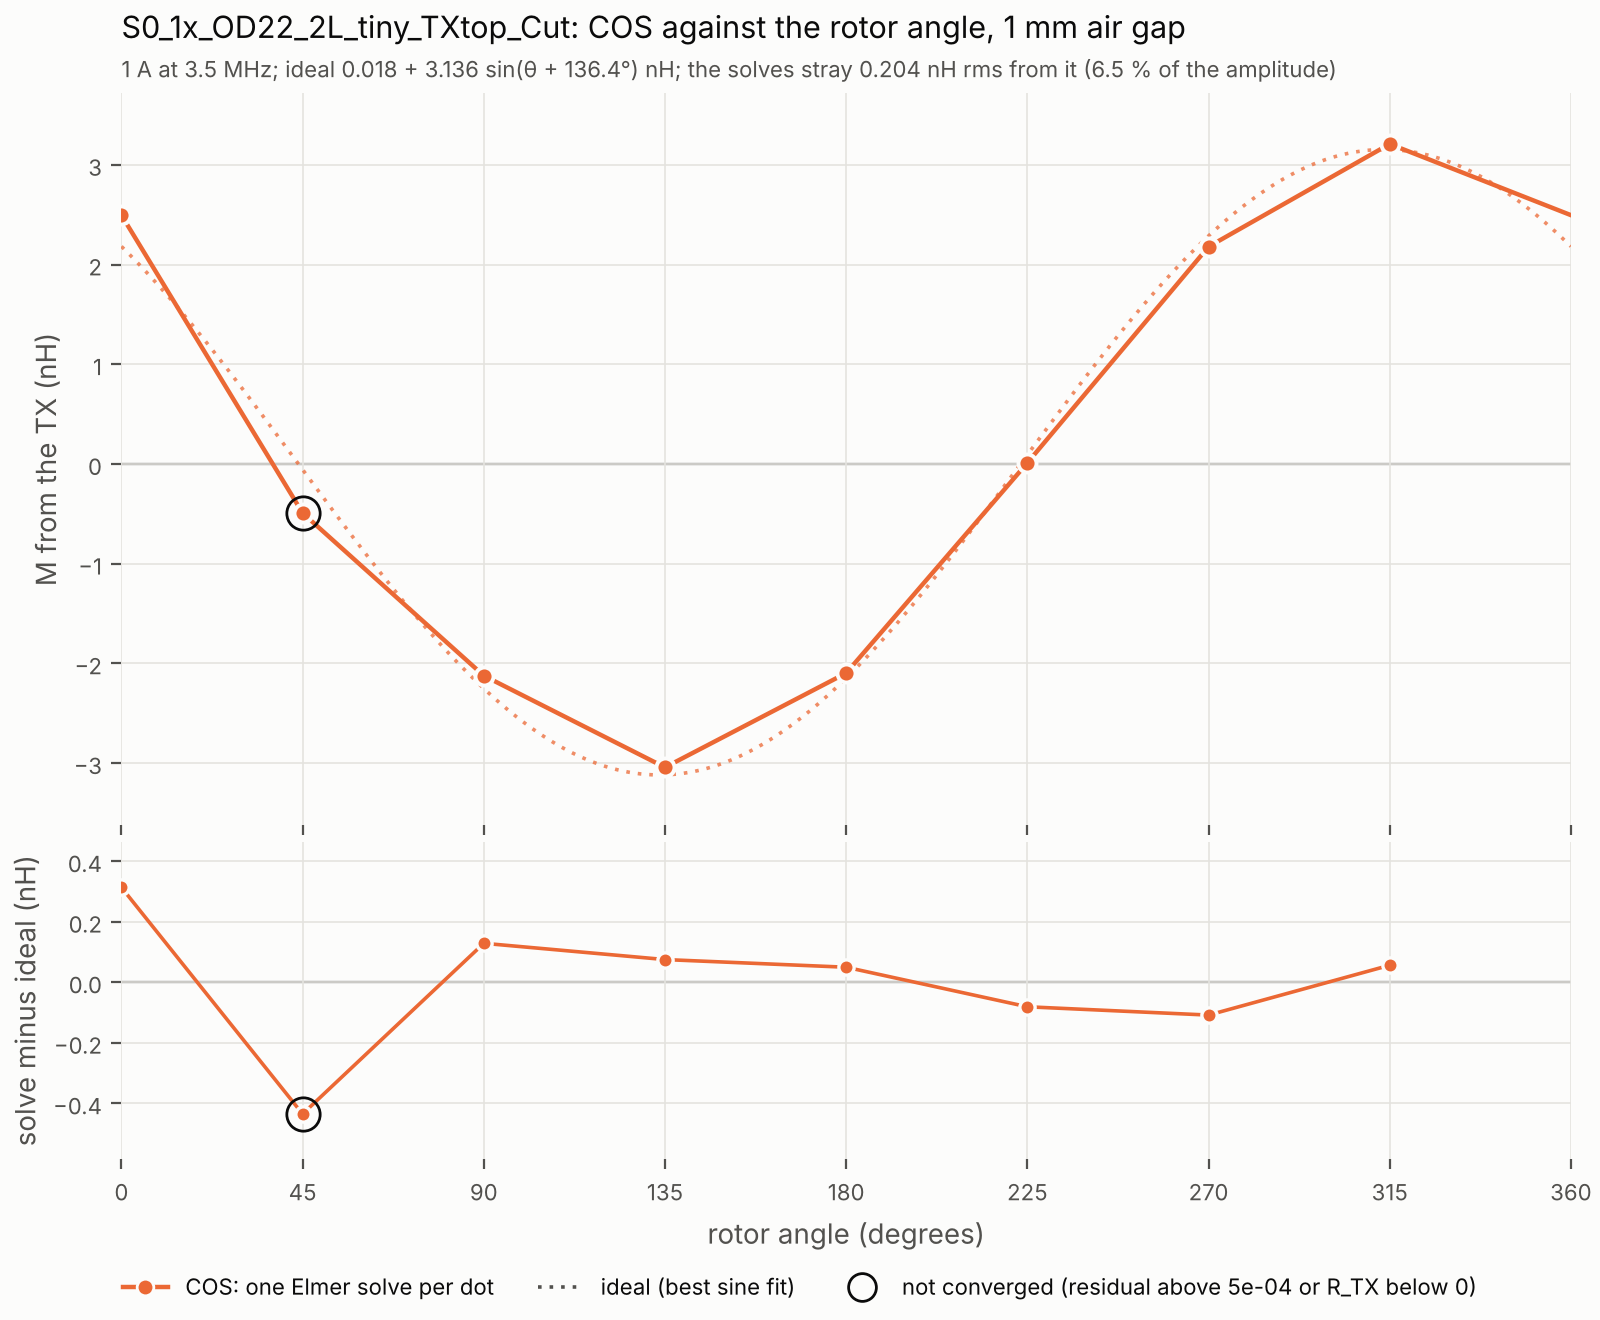 S0_1x_OD22_2L_tiny_TXtop_Cut: COS against the rotor angle, 1 mm air gap
1 A at 3.5 MHz; ideal 0.018 + 3.136 sin(θ + 136.4°) nH; the solves stray 0.204 nH rms from it (6.5 % of the amplitude)
M from the TX (nH)
3
2
1
0
−1
−2
−3
solve minus ideal (nH)
0.4
0.2
0.0
−0.2
−0.4
0 45 90 135 180 225 270 315 360
rotor angle (degrees)
COS: one Elmer solve per dot ideal (best sine fit) not converged (residual above 5e-04 or R_TX below 0)